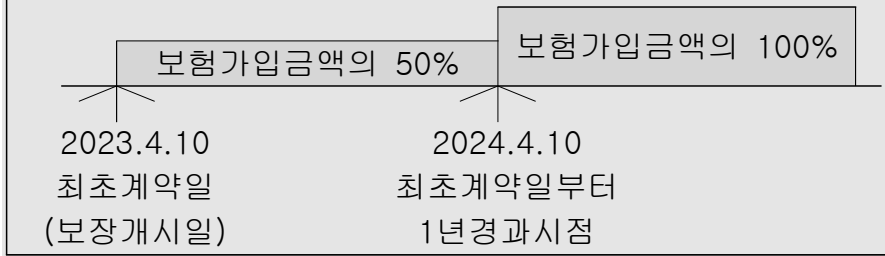 보험가입금액의 50%
보험가입금액의 100%
2023.4.10
최초계약일
(보장개시일)
2024.4.10
최초계약일부터
1년경과시점